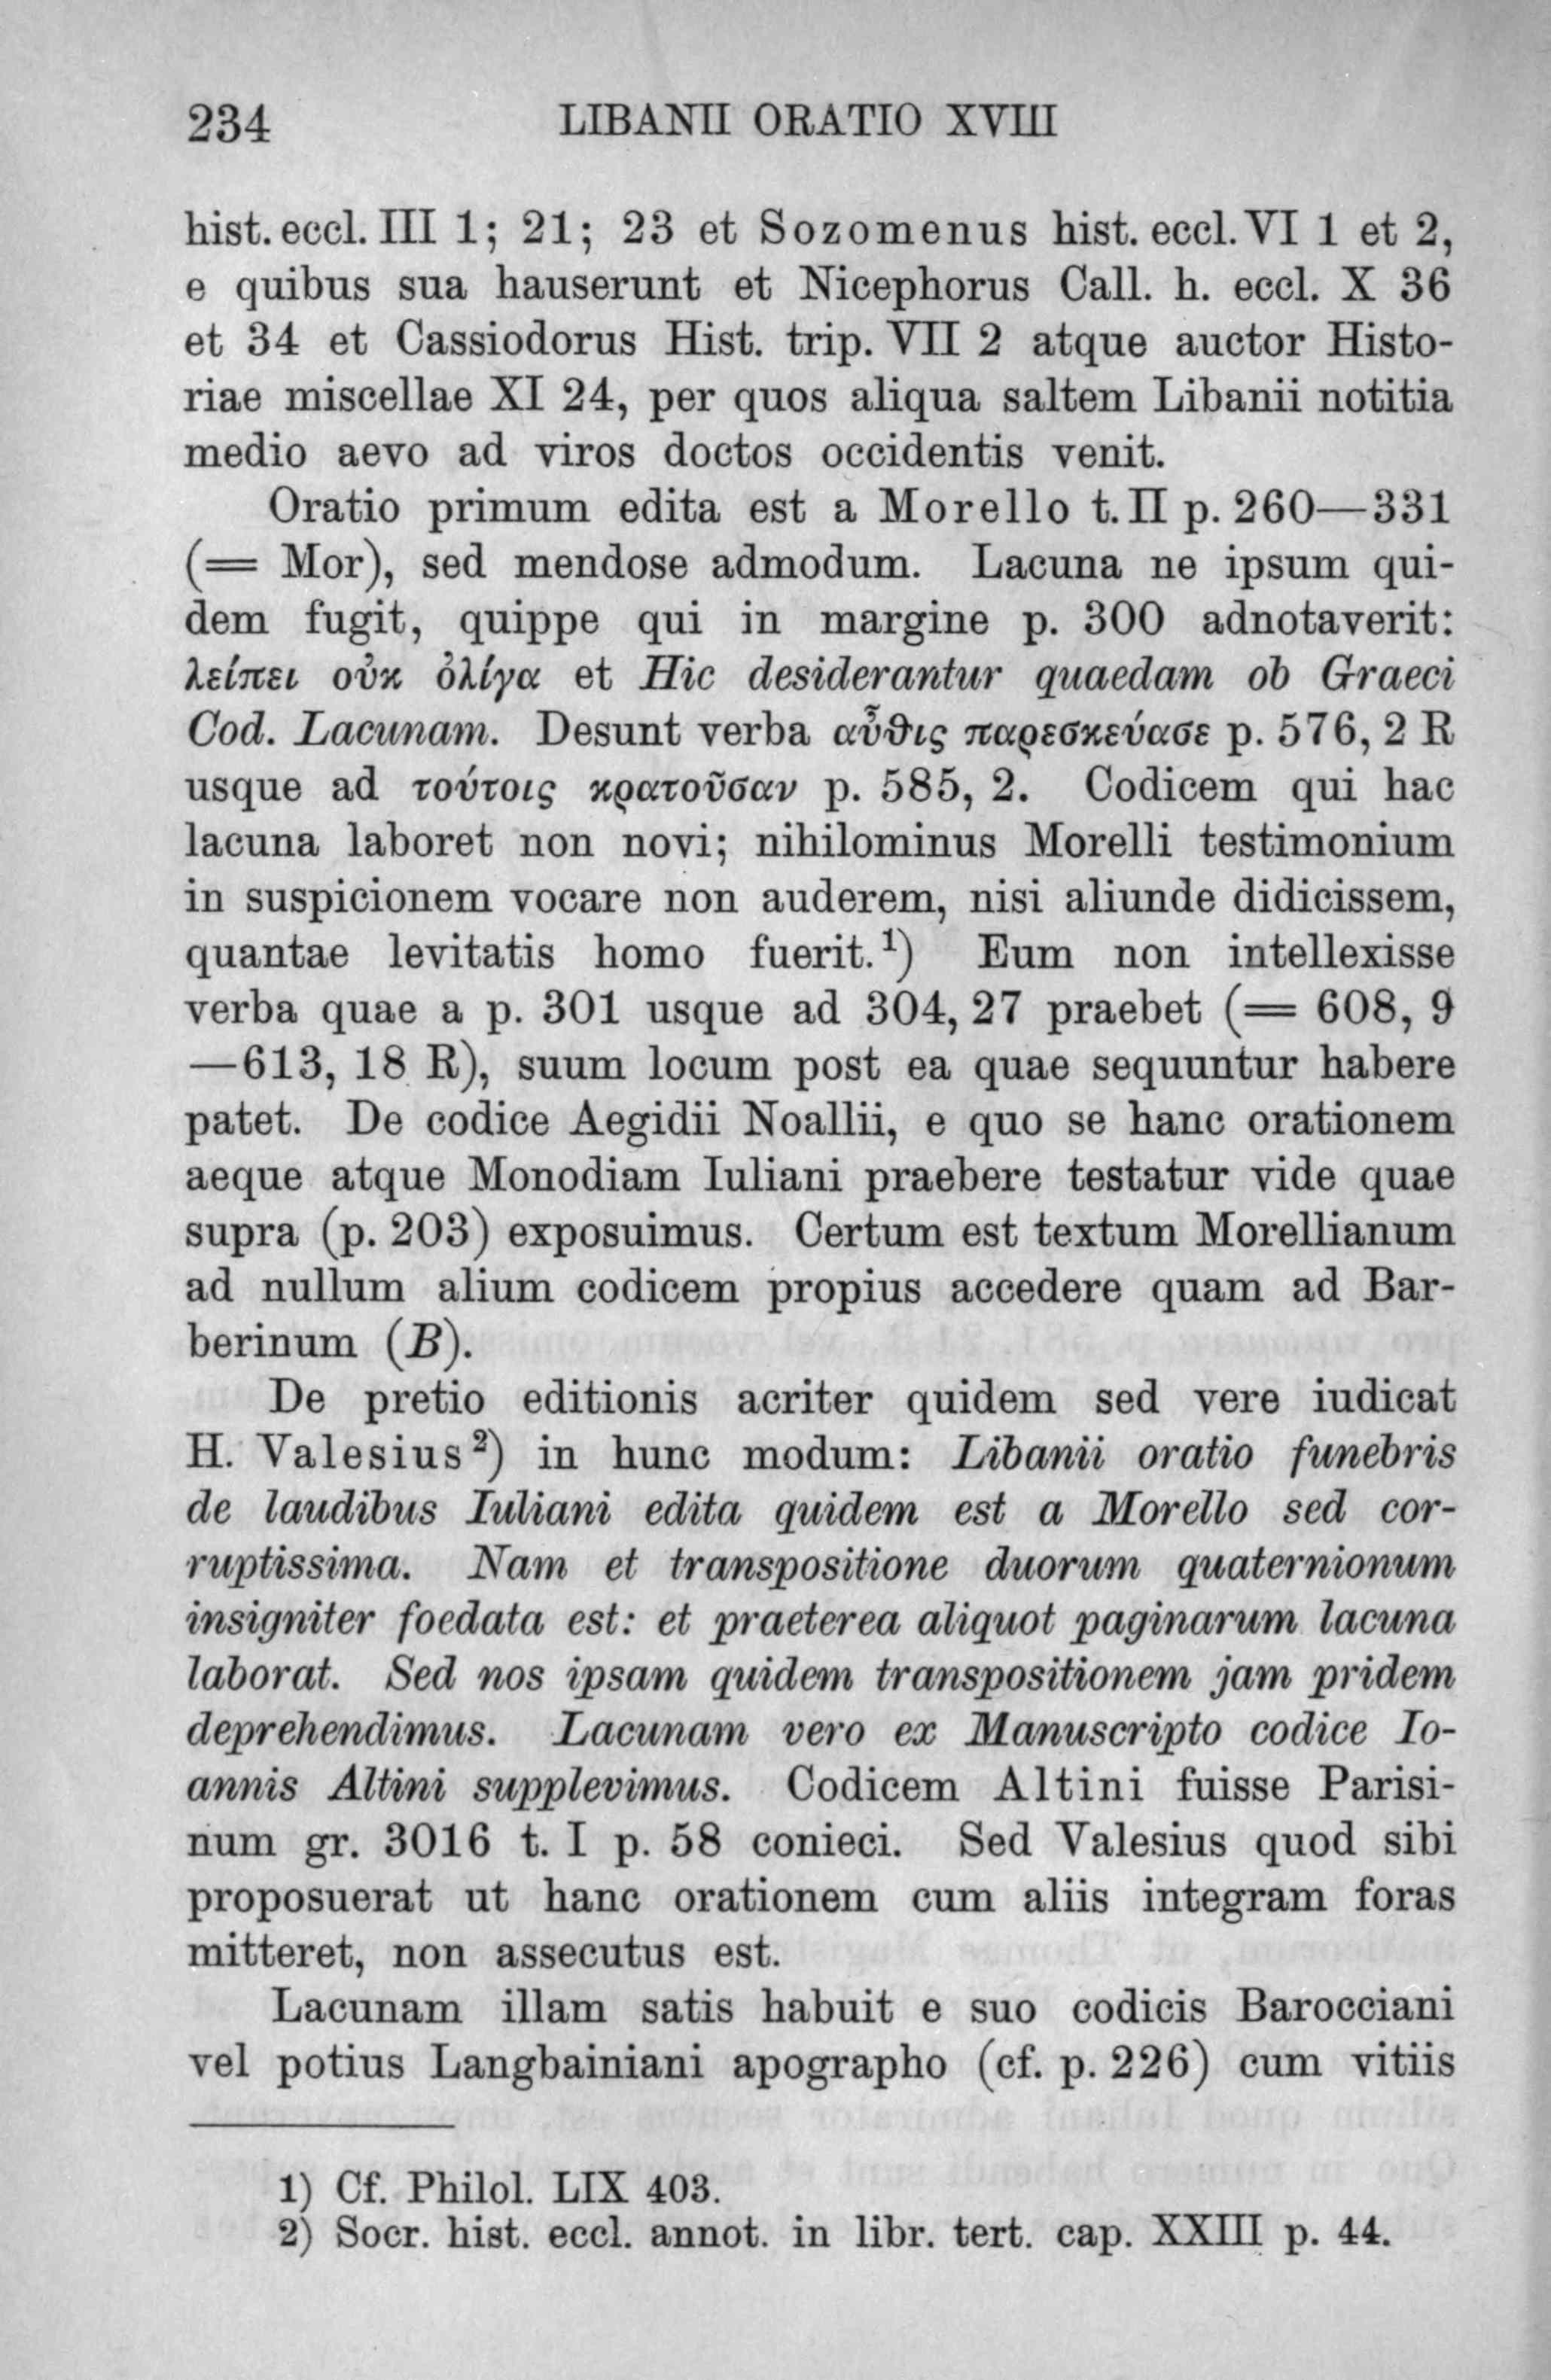 234 LIBANII ORATIO XVIII
hist. eccl. III 1; 21; 23 et Sozomenus hist. eccl. VI 1 et 2,
e quibus sua hauserunt et Nicephorus Call. h. eccl. X 36
et 34 et Cassiodorus Hist. trip. VII 2 atque auctor Histo-
riae miscellae XI 24, per quos aliqua saltem Libanii notitia
medio aevo ad viros doctos occidentis venit.
Oratio primum edita est a Morello t. II p. 260—331
(= Mor), sed mendose admodum. Lacuna ne ipsum qui-
dem fugit, quippe qui in margine p. 300 adnotaverit:
λείπει οὐκ ὀλίγα et Hic desiderantur quaedam ob Graeci
Cod. Lacunam. Desunt verba αὖθις παρεσκεύασε p. 576, 2 R
usque ad τούτοις κρατοῦσαν p. 585, 2. Codicem qui hac
lacuna laboret non novi; nihilominus Morelli testimonium
in suspicionem vocare non auderem, nisi aliunde didicissem,
quantae levitatis homo fuerit.¹) Eum non intellexisse
verba quae a p. 301 usque ad 304, 27 praebet (= 608, 9
—613, 18 R), suum locum post ea quae sequuntur habere
patet. De codice Aegidii Noallii, e quo se hanc orationem
aeque atque Monodiam Iuliani praebere testatur vide quae
supra (p. 203) exposuimus. Certum est textum Morellianum
ad nullum alium codicem propius accedere quam ad Bar-
berinum (B).
De pretio editionis acriter quidem sed vere iudicat
H. Valesius²) in hunc modum: Libanii oratio funebris
de laudibus Iuliani edita quidem est a Morello sed cor-
ruptissima. Nam et transpositione duorum quaternionum
insigniter foedata est: et praeterea aliquot paginarum lacuna
laborat. Sed nos ipsam quidem transpositionem jam pridem
deprehendimus. Lacunam vero ex Manuscripto codice Io-
annis Altini supplevimus. Codicem Altini fuisse Parisi-
num gr. 3016 t. I p. 58 conieci. Sed Valesius quod sibi
proposuerat ut hanc orationem cum aliis integram foras
mitteret, non assecutus est.
Lacunam illam satis habuit e suo codicis Barocciani
vel potius Langbainiani apographo (cf. p. 226) cum vitiis
1) Cf. Philol. LIX 403.
2) Socr. hist. eccl. annot. in libr. tert. cap. XXIII p. 44.